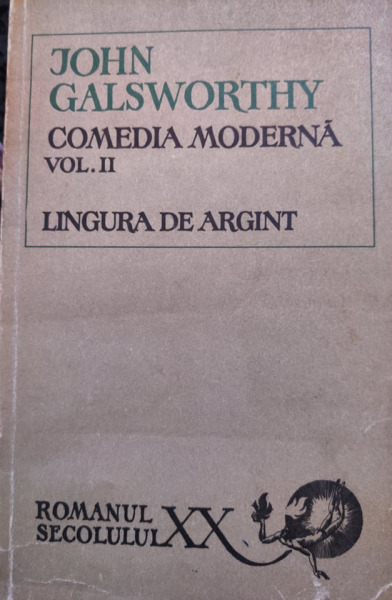 JOHN
GALSWORTHY
COMEDIA MODERNĂ
VOL. II
LINGURA DE ARGINT
ROMANUL
SECOLULUI XX